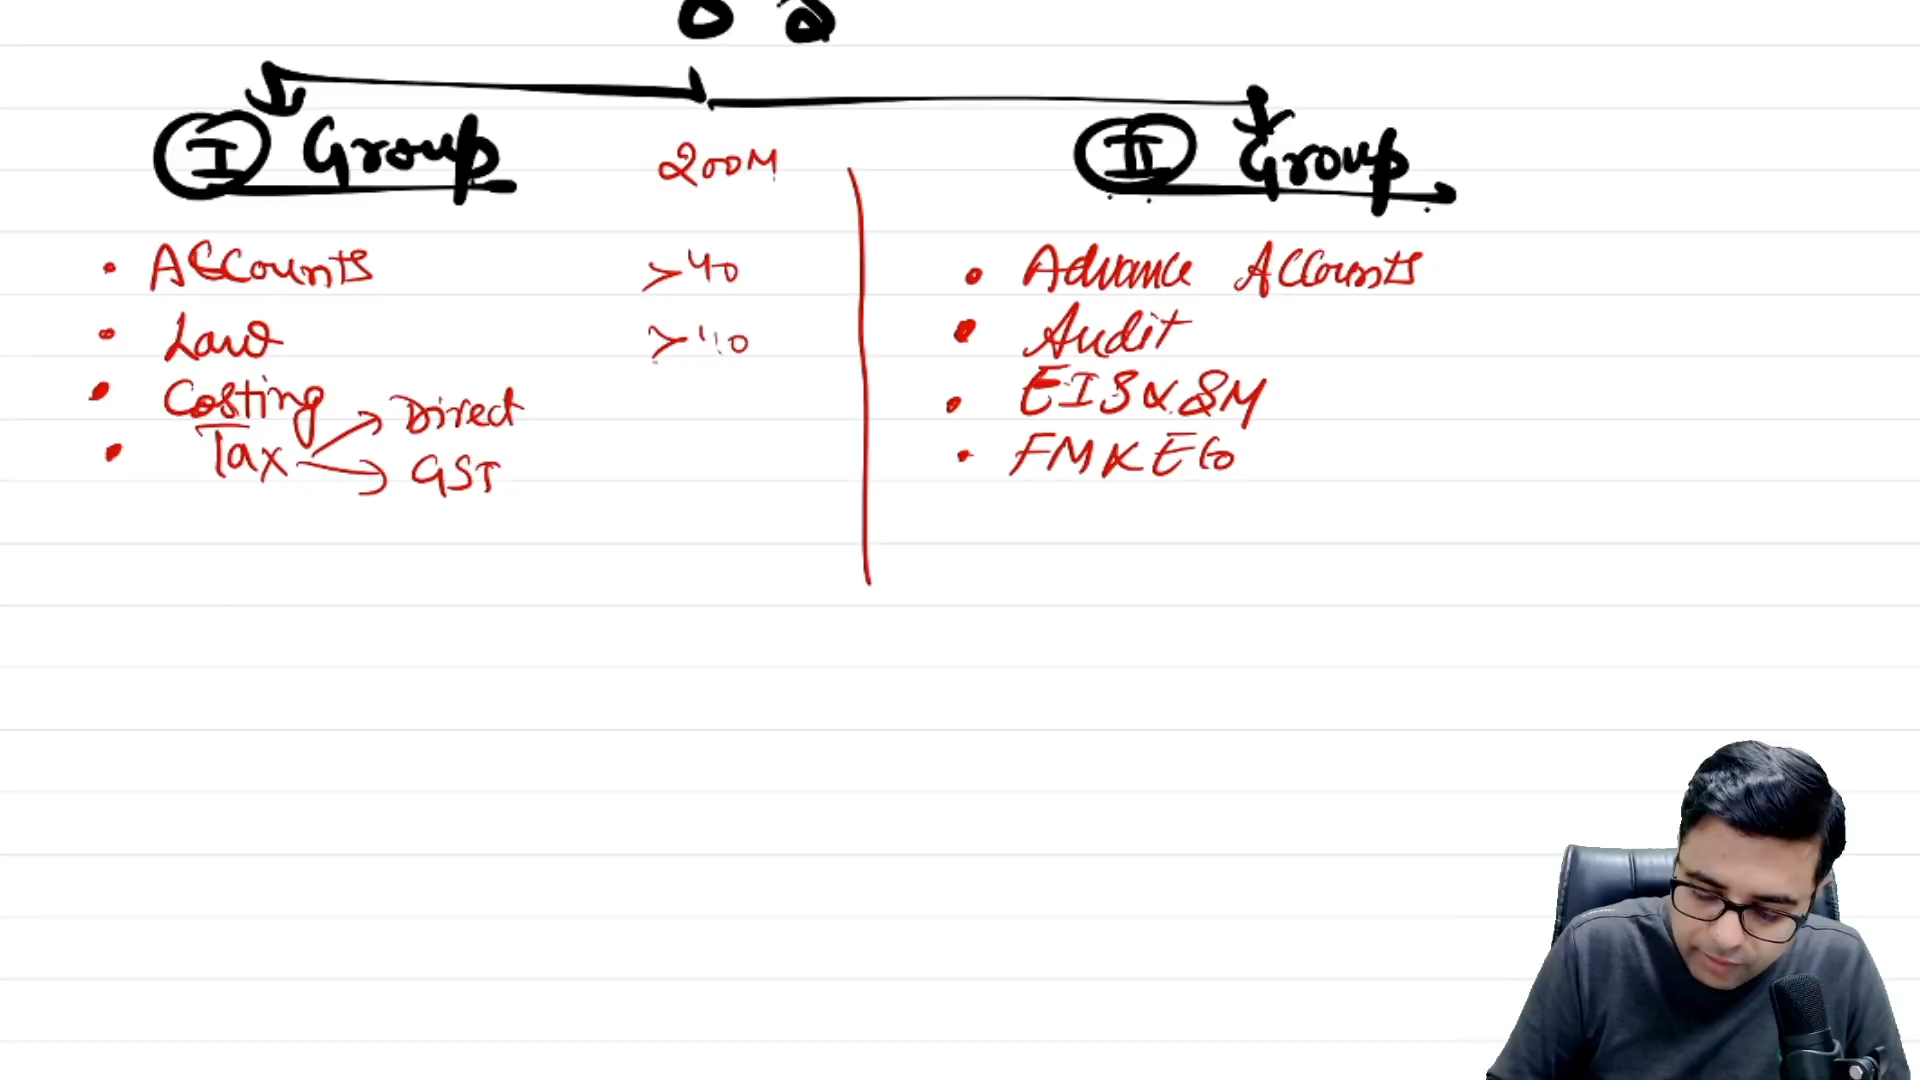 I Group
200M
II Group
• Accounts >40
• Law >40
• Costing
• Tax → Direct
→ GST
• Advance Accounts
• Audit
• EIS & SM
• FM & ECO